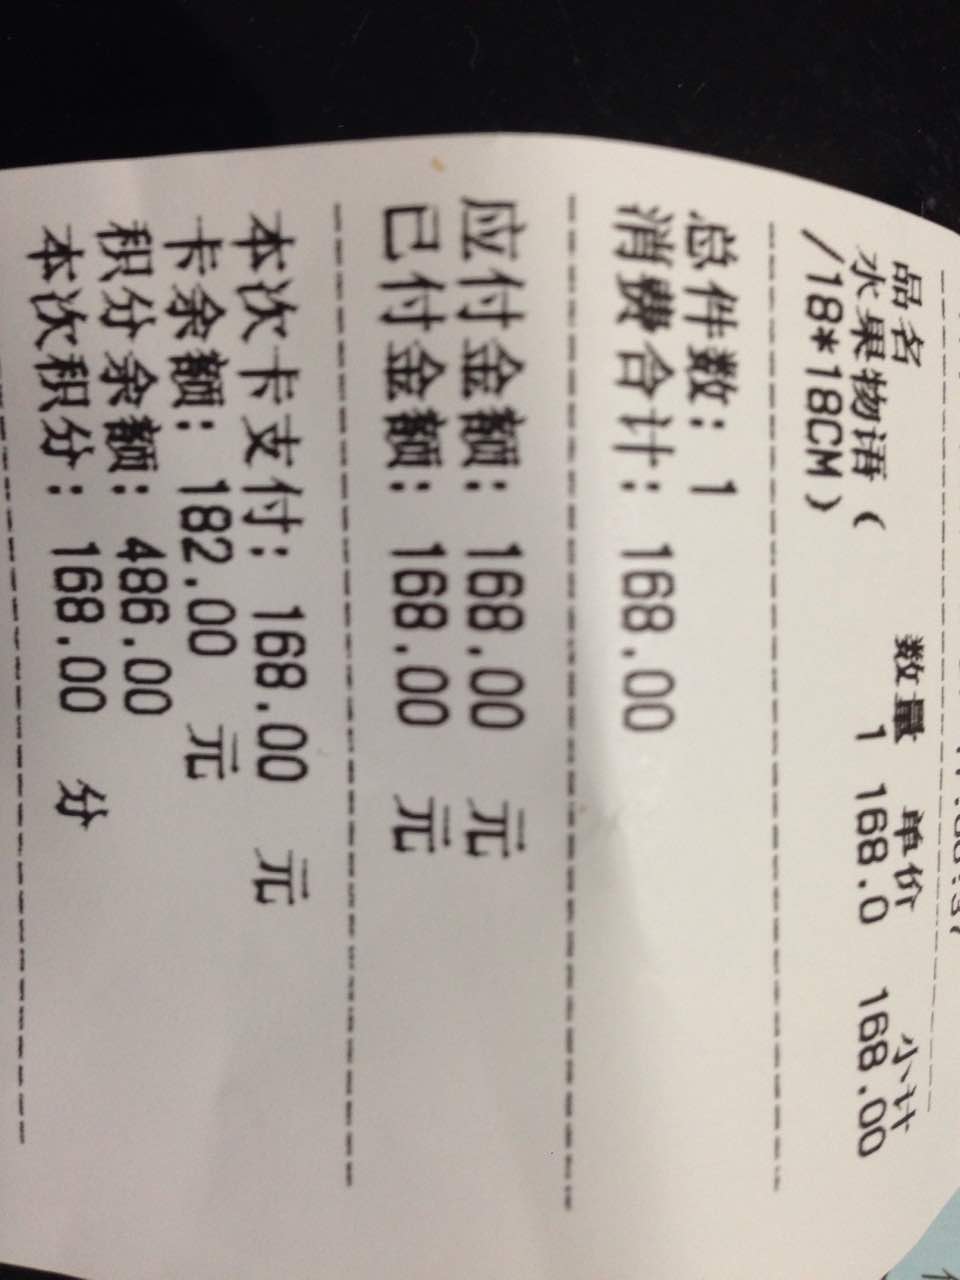 品名 数量 单价 小计
水果物语（ 1 168.0 168.00
/18*18CM）
总件数：1
消费合计：168.00
应付金额：168.00 元
已付金额：168.00 元
本次卡支付：168.00 元
卡余额：182.00 元
积分余额：486.00
本次积分：168.00 分